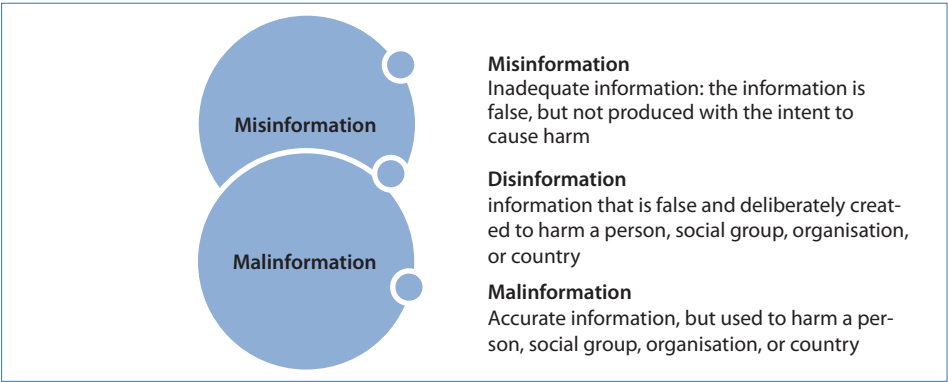 Misinformation
Malinformation
Misinformation
Inadequate information: the information is
false, but not produced with the intent to
cause harm
Disinformation
information that is false and deliberately creat-
ed to harm a person, social group, organisation,
or country
Malinformation
Accurate information, but used to harm a per-
son, social group, organisation, or country